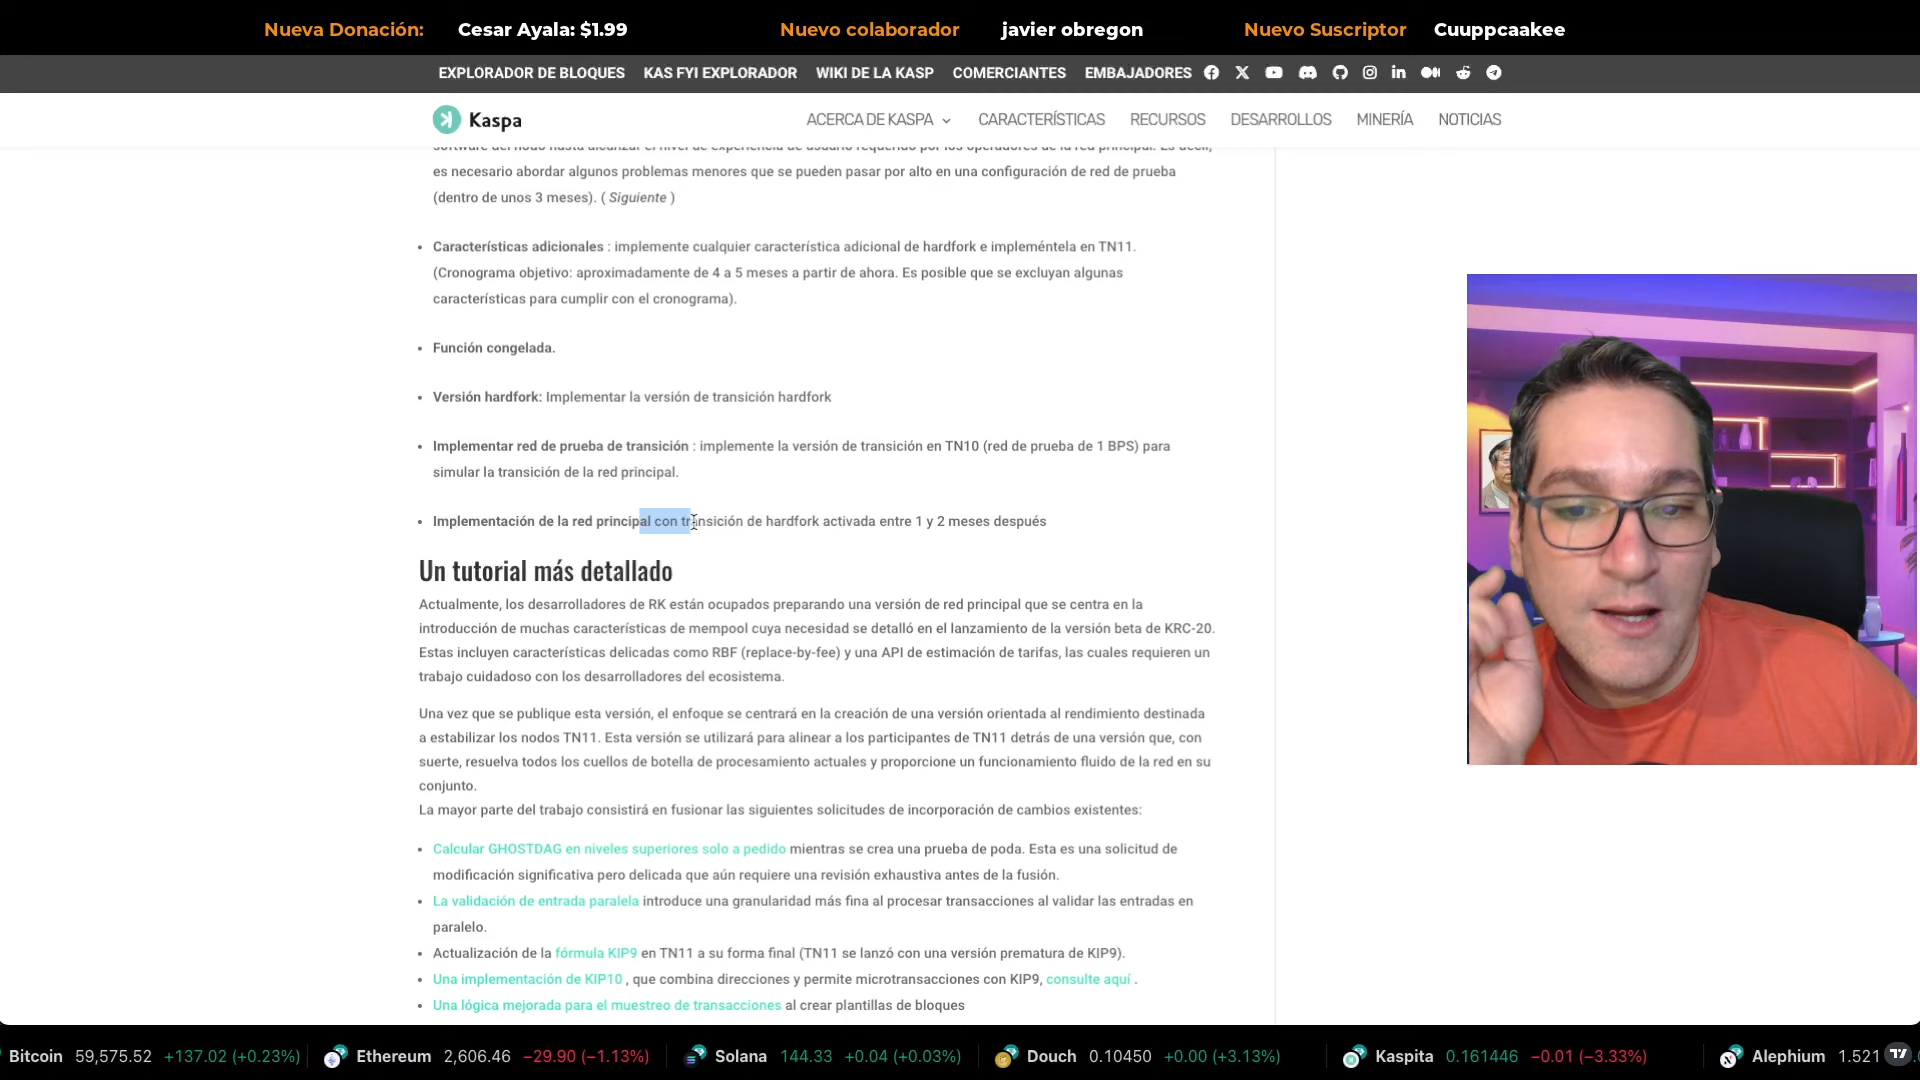 Nueva Donación: Cesar Ayala: $1.99 Nuevo colaborador javier obregon Nuevo Suscriptor Cuuppcaakee
EXPLORADOR DE BLOQUES KAS FYI EXPLORADOR WIKI DE LA KASP COMERCIANTES EMBAJADORES
Kaspa ACERCA DE KASPA CARACTERÍSTICAS RECURSOS DESARROLLOS MINERÍA NOTICIAS
software del nodo hasta alcanzar el nivel de experiencia de usuario requerido por los operadores de la red principal. Es decir,
es necesario abordar algunos problemas menores que se pueden pasar por alto en una configuración de red de prueba
(dentro de unos 3 meses). ( Siguiente )
• Características adicionales : implemente cualquier característica adicional de hardfork e impleméntela en TN11.
(Cronograma objetivo: aproximadamente de 4 a 5 meses a partir de ahora. Es posible que se excluyan algunas
características para cumplir con el cronograma).
• Función congelada.
• Versión hardfork: Implementar la versión de transición hardfork
• Implementar red de prueba de transición : implemente la versión de transición en TN10 (red de prueba de 1 BPS) para
simular la transición de la red principal.
• Implementación de la red principal con transición de hardfork activada entre 1 y 2 meses después
Un tutorial más detallado
Actualmente, los desarrolladores de RK están ocupados preparando una versión de red principal que se centra en la
introducción de muchas características de mempool cuya necesidad se detalló en el lanzamiento de la versión beta de KRC-20.
Estas incluyen características delicadas como RBF (replace-by-fee) y una API de estimación de tarifas, las cuales requieren un
trabajo cuidadoso con los desarrolladores del ecosistema.
Una vez que se publique esta versión, el enfoque se centrará en la creación de una versión orientada al rendimiento destinada
a estabilizar los nodos TN11. Esta versión se utilizará para alinear a los participantes de TN11 detrás de una versión que, con
suerte, resuelva todos los cuellos de botella de procesamiento actuales y proporcione un funcionamiento fluido de la red en su
conjunto.
La mayor parte del trabajo consistirá en fusionar las siguientes solicitudes de incorporación de cambios existentes:
• Calcular GHOSTDAG en niveles superiores solo a pedido mientras se crea una prueba de poda. Esta es una solicitud de
modificación significativa pero delicada que aún requiere una revisión exhaustiva antes de la fusión.
• La validación de entrada paralela introduce una granularidad más fina al procesar transacciones al validar las entradas en
paralelo.
• Actualización de la fórmula KIP9 en TN11 a su forma final (TN11 se lanzó con una versión prematura de KIP9).
• Una implementación de KIP10 , que combina direcciones y permite microtransacciones con KIP9, consulte aquí .
• Una lógica mejorada para el muestreo de transacciones al crear plantillas de bloques
Bitcoin 59,575.52 +137.02 (+0.23%) Ethereum 2,606.46 −29.90 (−1.13%) Solana 144.33 +0.04 (+0.03%) Douch 0.10450 +0.00 (+3.13%) Kaspita 0.161446 −0.01 (−3.33%) Alephium 1.521